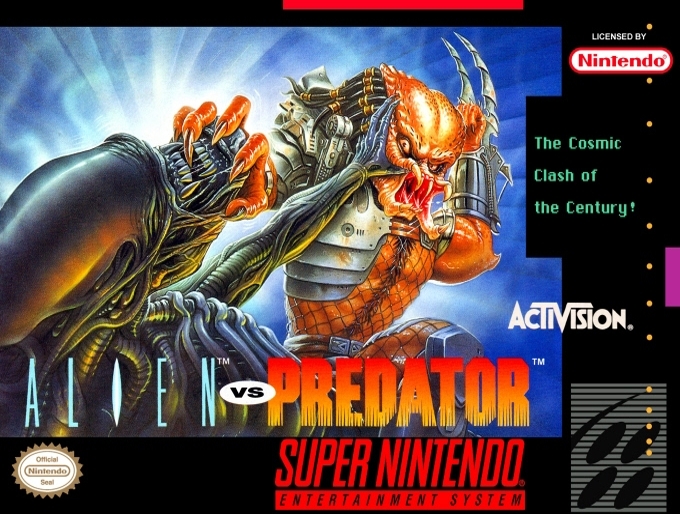 LICENSED BY
Nintendo®
The Cosmic
Clash of
the Century!
ACTIVISION®
ALIEN™ VS PREDATOR™
Official
Nintendo
Seal
SUPER NINTENDO®
ENTERTAINMENT SYSTEM